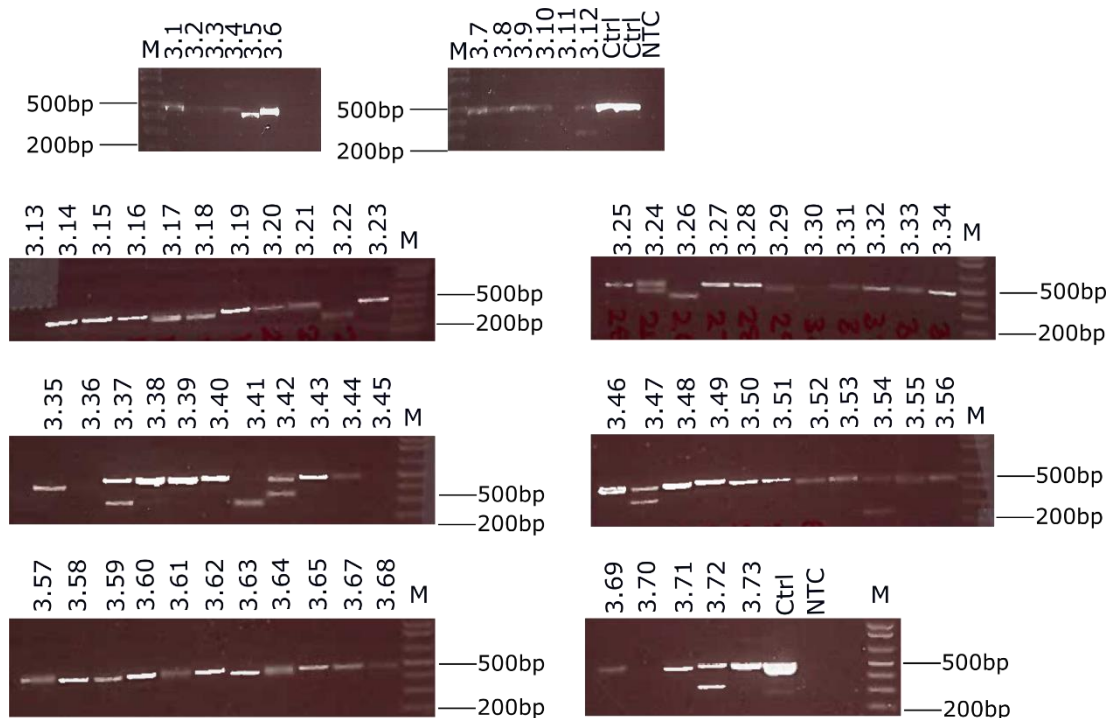 M 3.1 3.2 3.3 3.4 3.5 3.6
500bp
200bp
M 3.7 3.8 3.9 3.10 3.11 3.12 Ctrl Ctrl NTC
500bp
200bp
3.13 3.14 3.15 3.16 3.17 3.18 3.19 3.20 3.21 3.22 3.23 M
500bp
200bp
3.25 3.24 3.26 3.27 3.28 3.29 3.30 3.31 3.32 3.33 3.34 M
500bp
200bp
3.35 3.36 3.37 3.38 3.39 3.40 3.41 3.42 3.43 3.44 3.45 M
500bp
200bp
3.46 3.47 3.48 3.49 3.50 3.51 3.52 3.53 3.54 3.55 3.56 M
500bp
200bp
3.57 3.58 3.59 3.60 3.61 3.62 3.63 3.64 3.65 3.67 3.68 M
500bp
200bp
3.69 3.70 3.71 3.72 3.73 Ctrl NTC M
500bp
200bp